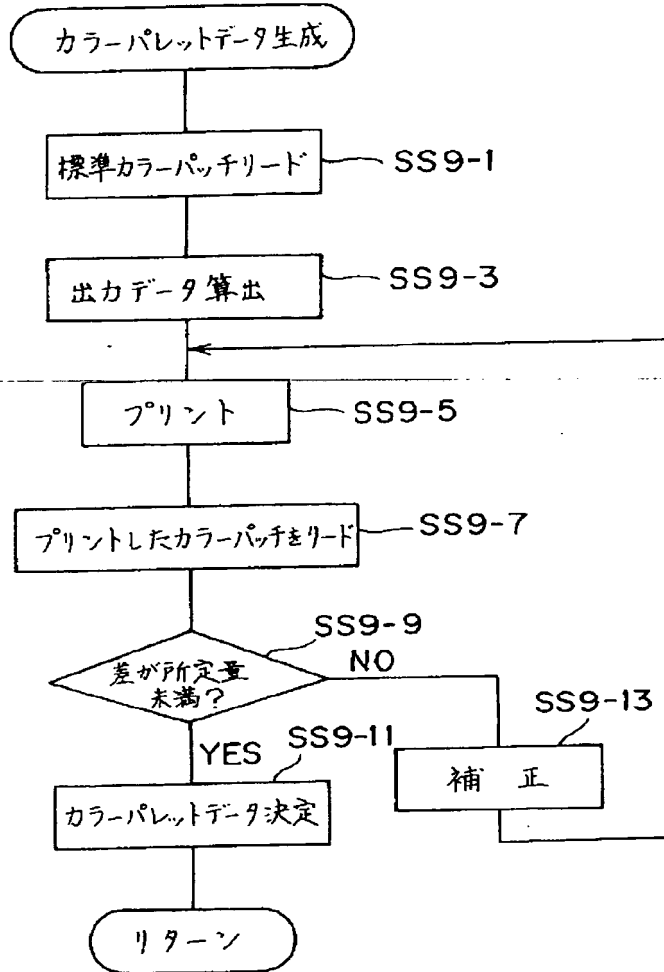 カラーパレットデータ生成
標準カラーパッチリード
SS9-1
出力データ算出
SS9-3
プリント
SS9-5
プリントしたカラーパッチをリード
SS9-7
SS9-9
差が所定量
未満?
NO
SS9-13
補 正
YES
SS9-11
カラーパレットデータ決定
リターン